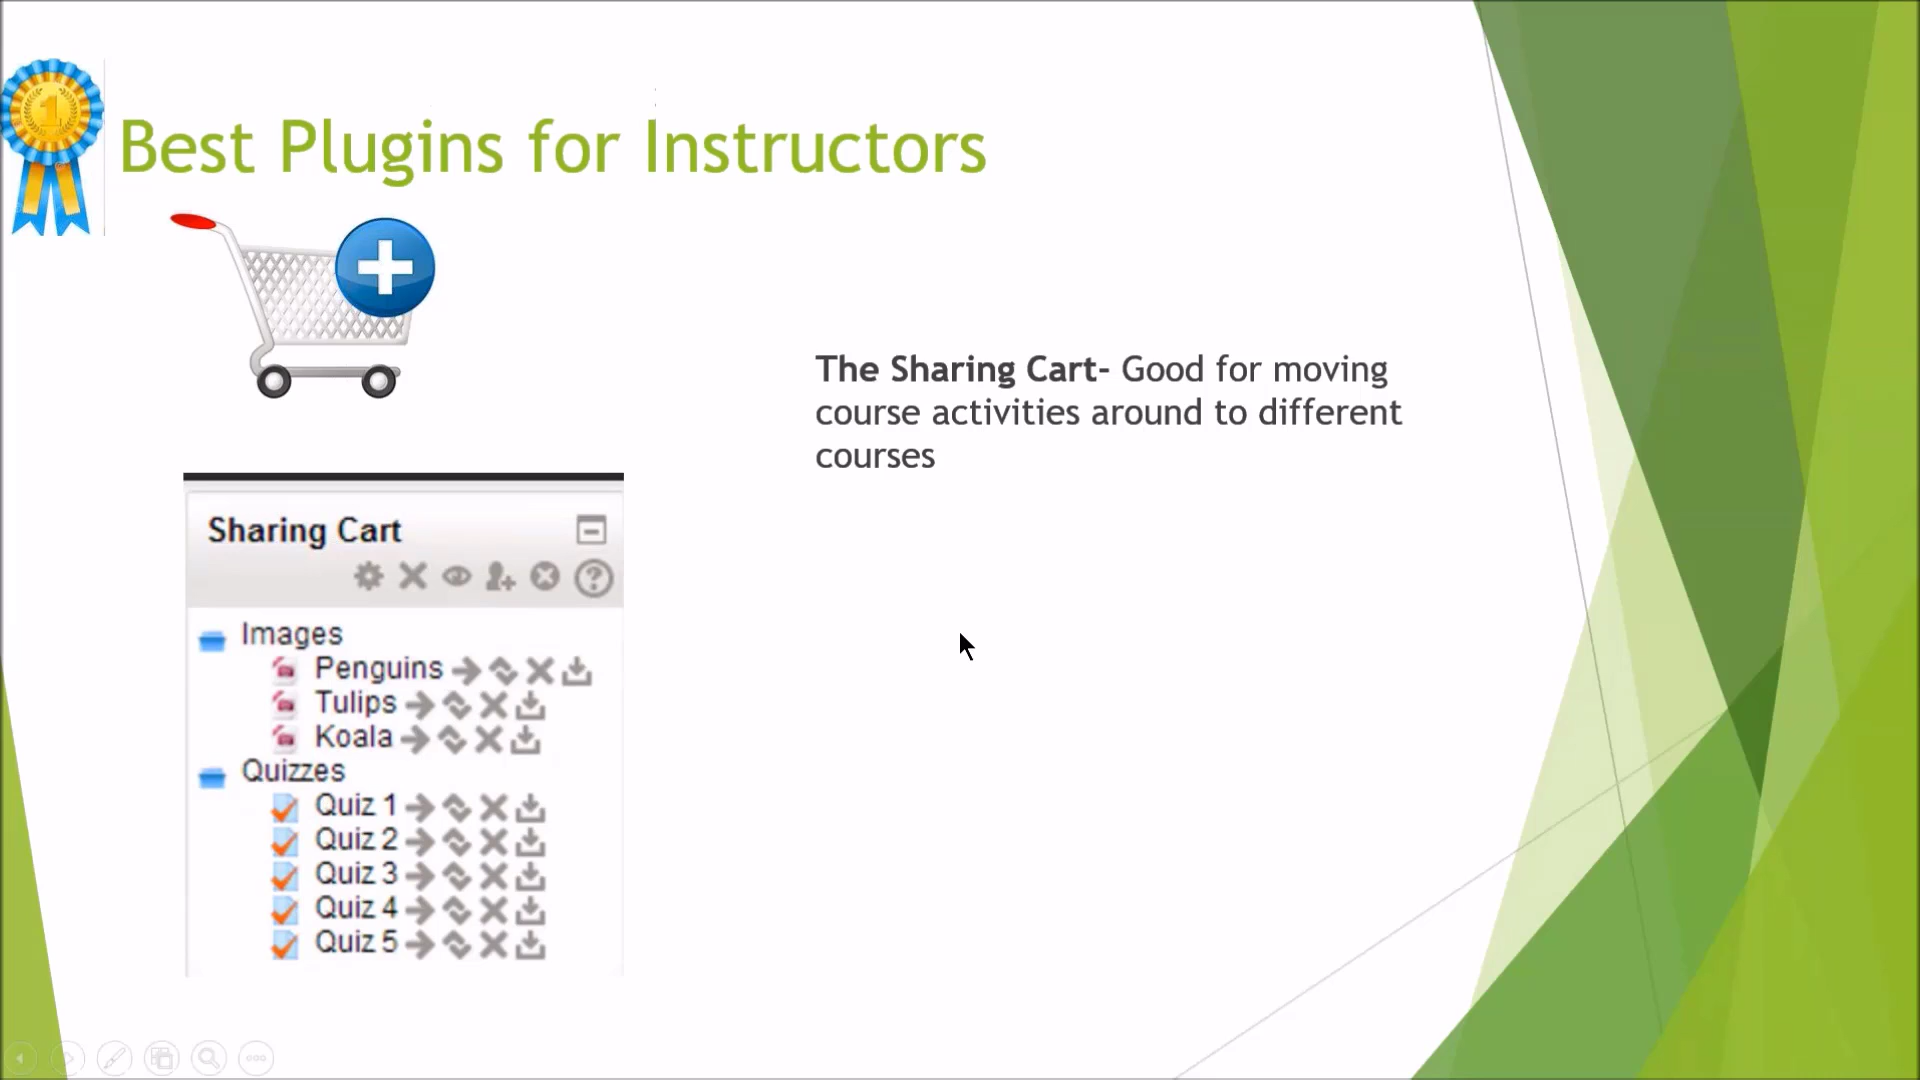 1
Best Plugins for Instructors
The Sharing Cart- Good for moving
course activities around to different
courses
Sharing Cart
Images
Penguins
Tulips
Koala
Quizzes
Quiz 1
Quiz 2
Quiz 3
Quiz 4
Quiz 5